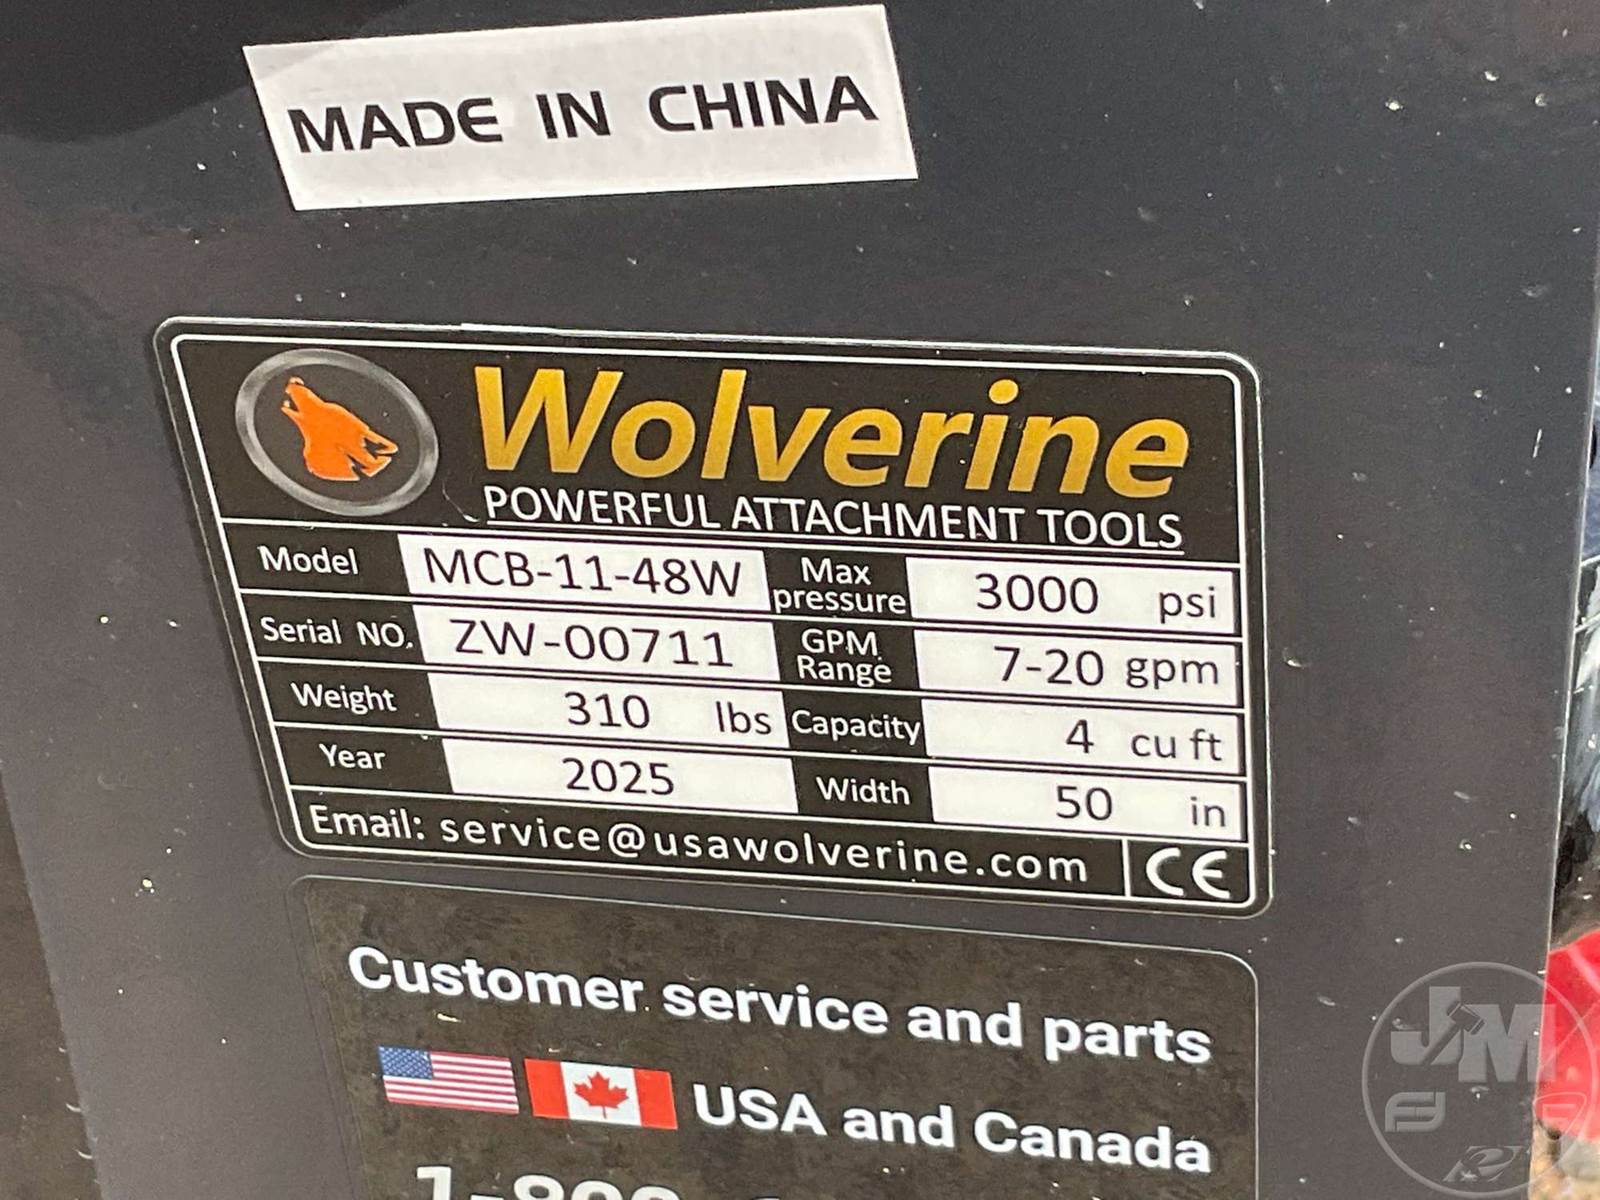 MADE IN CHINA
Wolverine
POWERFUL ATTACHMENT TOOLS
Model MCB-11-48W Max pressure 3000 psi
Serial NO. ZW-00711 GPM Range 7-20 gpm
Weight 310 lbs Capacity 4 cu ft
Year 2025 Width 50 in
Email: service@usawolverine.com CE
Customer service and parts
USA and Canada
JM